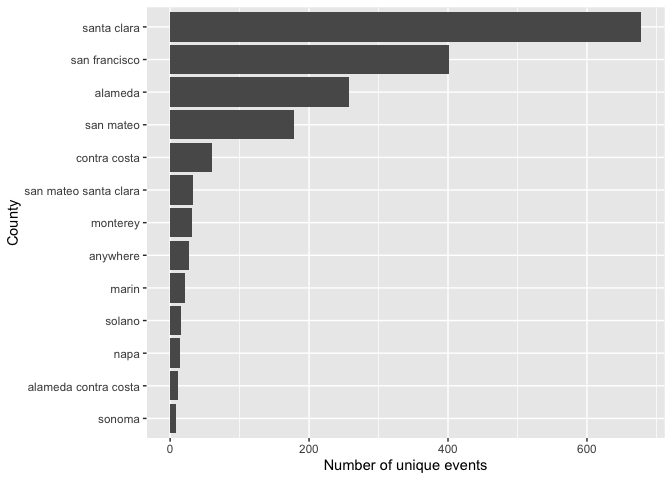 santa clara
san francisco
alameda
san mateo
contra costa
san mateo santa clara
monterey
anywhere
marin
solano
napa
alameda contra costa
sonoma
County
0 200 400 600
Number of unique events